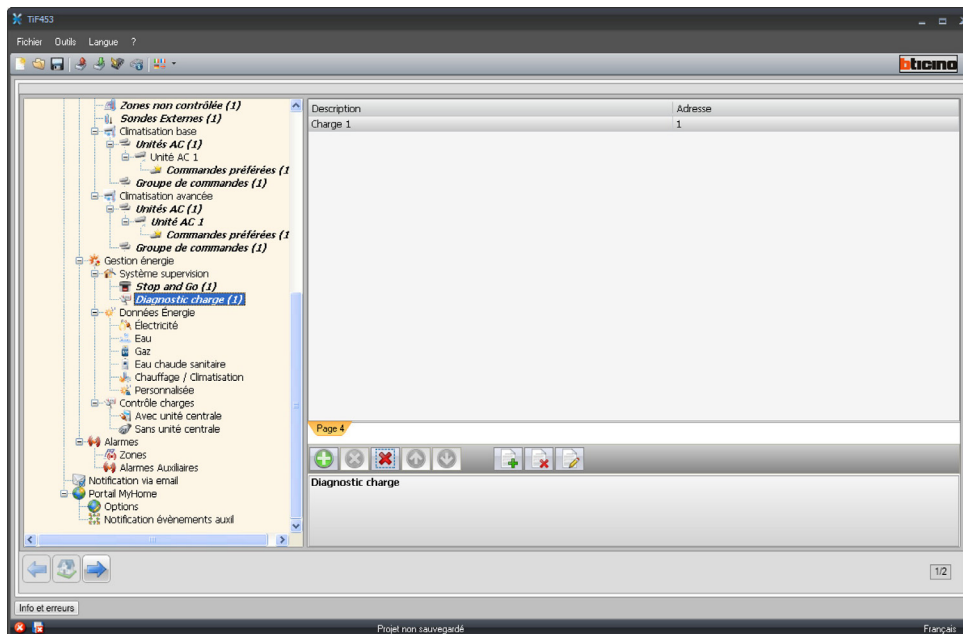 TiF453
Fichier Outils Langue ?
bticino
Zones non contrôlée (1)
Sondes Externes (1)
Climatisation base
Unités AC (1)
Unité AC 1
Commandes préférées (1
Groupe de commandes (1)
Climatisation avancée
Unités AC (1)
Unité AC 1
Commandes préférées (1
Groupe de commandes (1)
Gestion énergie
Système supervision
Stop and Go (1)
Diagnostic charge (1)
Données Énergie
Électricité
Eau
Gaz
Eau chaude sanitaire
Chauffage / Climatisation
Personnalisée
Contrôle charges
Avec unité centrale
Sans unité centrale
Alarmes
Zones
Alarmes Auxiliaires
Notification via email
Portail MyHome
Options
Notification évènements auxil
Description Adresse
Charge 1 1
Page 4
Diagnostic charge
1/2
Info et erreurs
Projet non sauvegardé Français